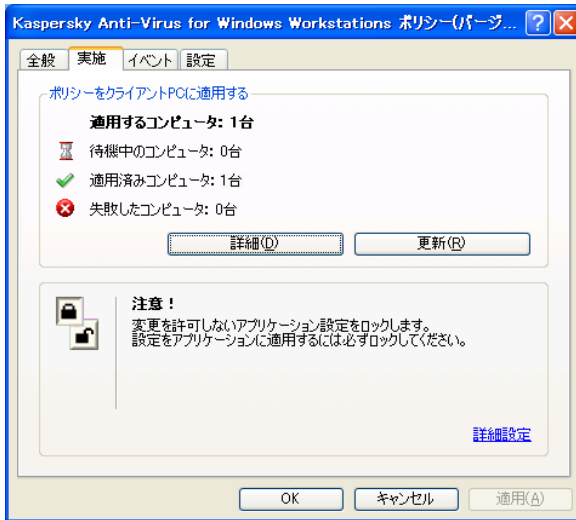 Kaspersky Anti-Virus for Windows Workstations ポリシー(バージ...
全般 実施 イベント 設定
ポリシーをクライアントPCに適用する
適用するコンピュータ: 1台
待機中のコンピュータ: 0台
適用済みコンピュータ: 1台
失敗したコンピュータ: 0台
詳細(D) 更新(R)
注意！
変更を許可しないアプリケーション設定をロックします。
設定をアプリケーションに適用するには必ずロックしてください。
詳細設定
OK キャンセル 適用(A)